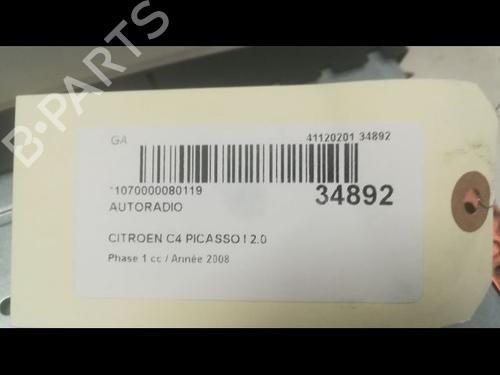 GA
41120201 34892
*1070000080119
34892
AUTORADIO
CITROEN C4 PICASSO I 2.0
Phase 1 cc / Année 2008
B-PARTS